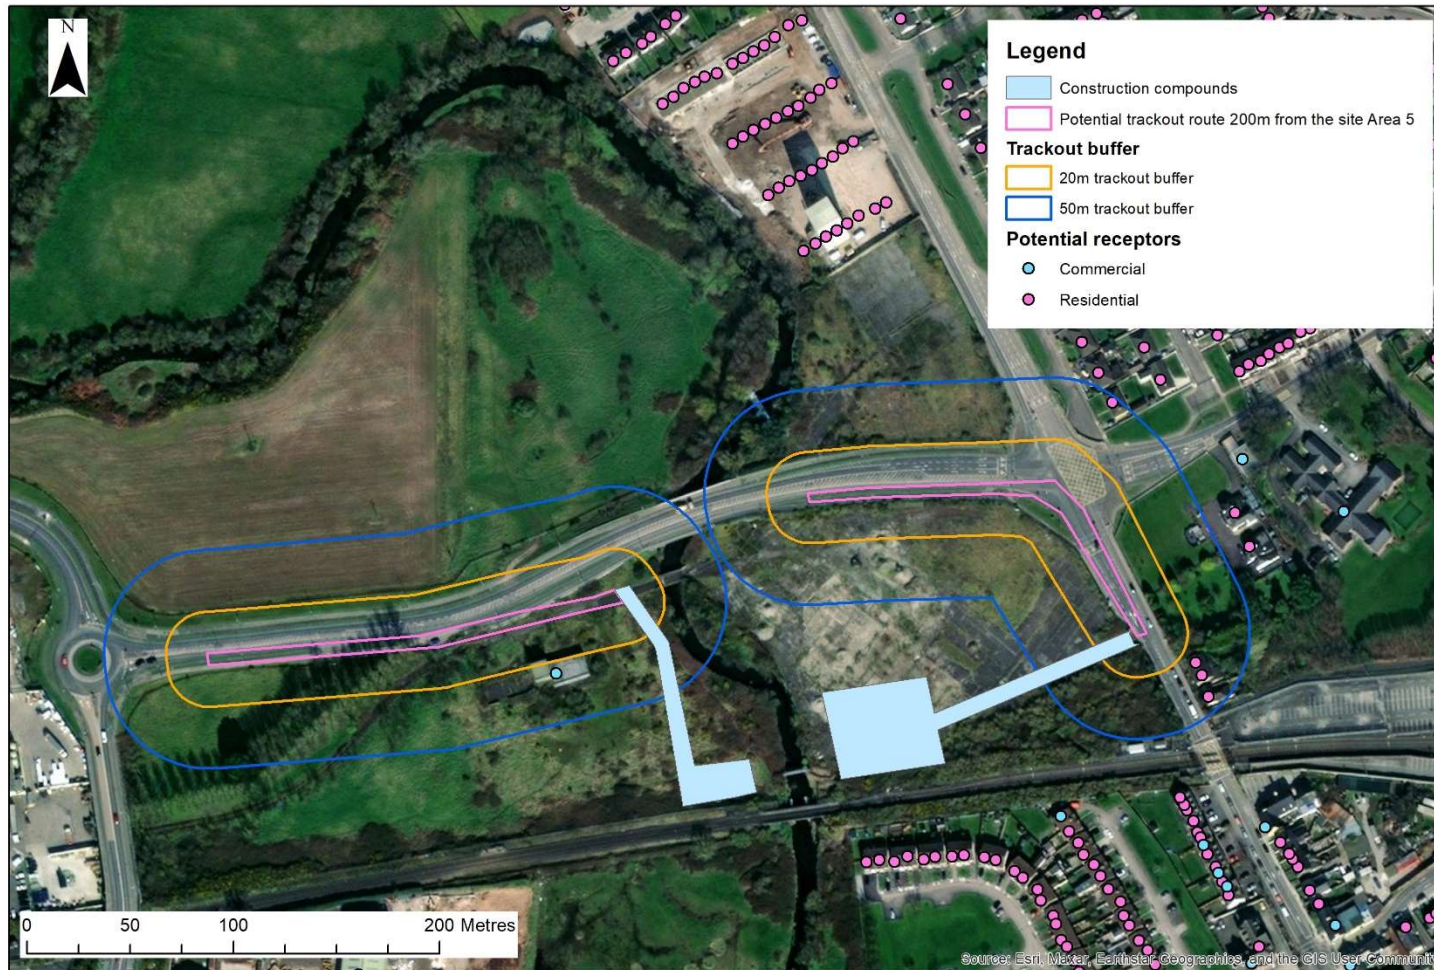 N
Legend
Construction compounds
Potential trackout route 200m from the site Area 5
Trackout buffer
20m trackout buffer
50m trackout buffer
Potential receptors
Commercial
Residential
0 50 100 200 Metres
Source: Esri, Maxar, Earthstar Geographics, and the GIS User Communit